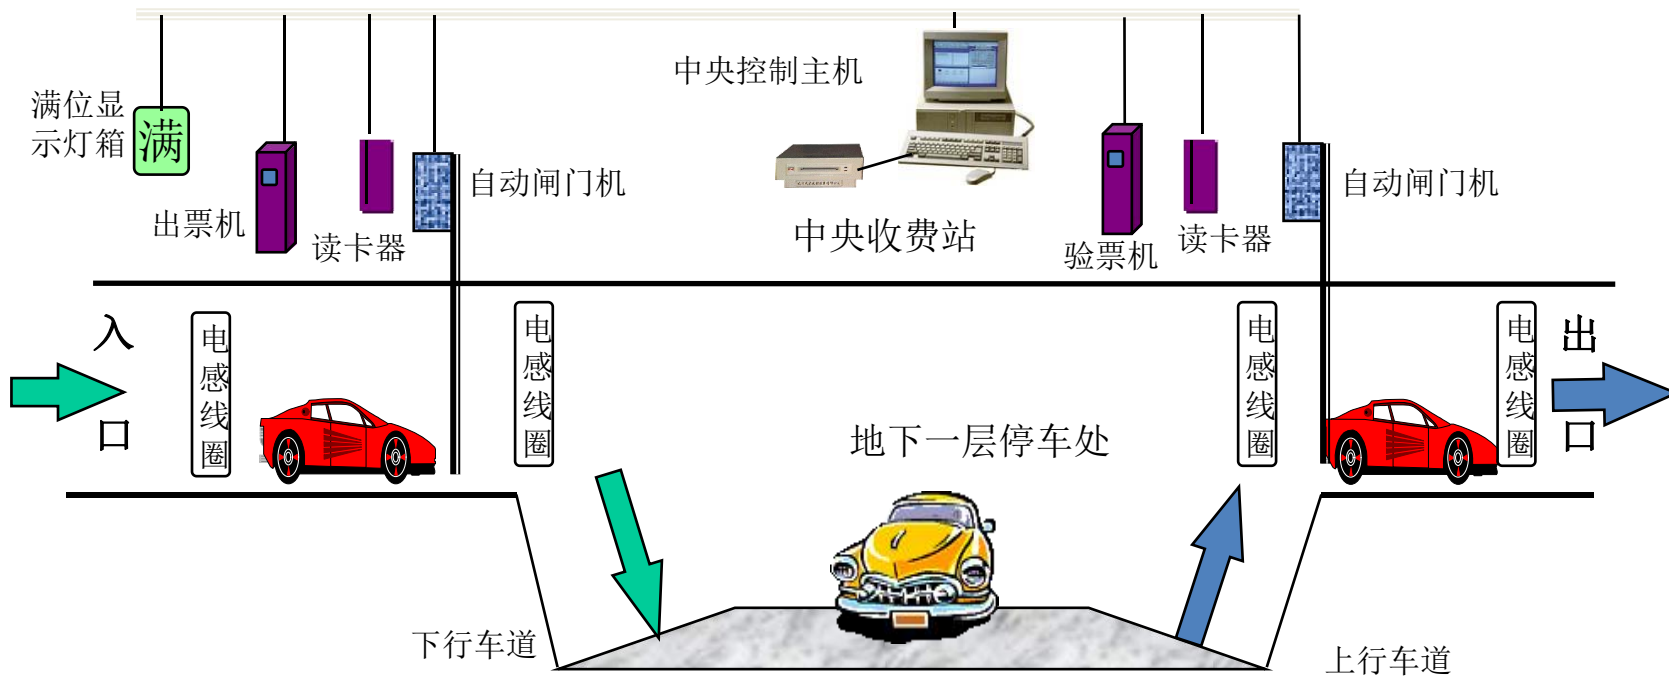 中央控制主机
满位显
示灯箱
满
自动闸门机
自动闸门机
出票机
读卡器
中央收费站
验票机
读卡器
入
口
电感线圈
电感线圈
电感线圈
电感线圈
出
口
地下一层停车处
下行车道
上行车道